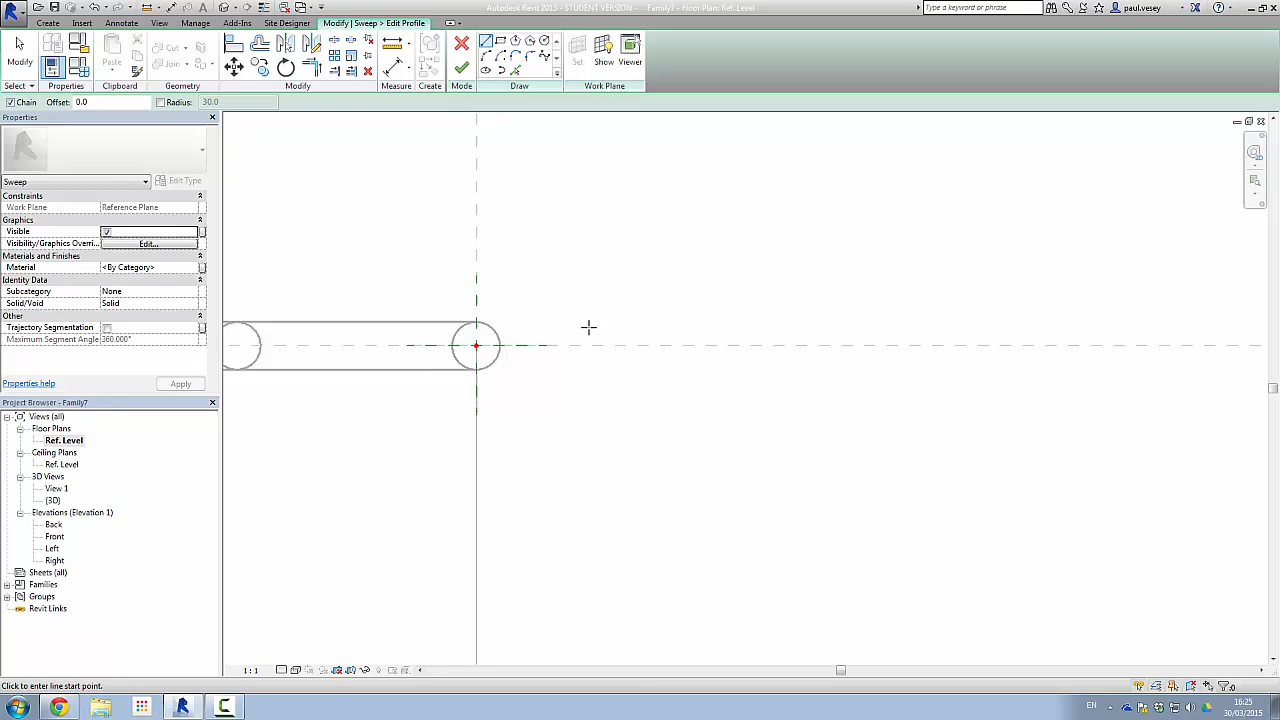 Autodesk Revit 2015 - STUDENT VERSION - Family7 - Floor Plan: Ref. Level
Type a keyword or phrase
paul.vesey
Create Insert Annotate View Manage Add-Ins Site Designer Modify | Sweep > Edit Profile
Modify
Paste
Cut
Join
Set Show Viewer
Select Properties Clipboard Geometry Modify Measure Create Mode Draw Work Plane
Chain Offset: 0.0 Radius: 30.0
Properties
Sweep Edit Type
Constraints
Work Plane Reference Plane
Graphics
Visible
Visibility/Graphics Overri... Edit...
Materials and Finishes
Material <By Category>
Identity Data
Subcategory None
Solid/Void Solid
Other
Trajectory Segmentation
Maximum Segment Angle 360.000°
Properties help Apply
Project Browser - Family7
Views (all)
Floor Plans
Ref. Level
Ceiling Plans
Ref. Level
3D Views
View 1
{3D}
Elevations (Elevation 1)
Back
Front
Left
Right
Sheets (all)
Families
Groups
Revit Links
1:1
Click to enter line start point.
:0
EN
16:25
30/03/2015